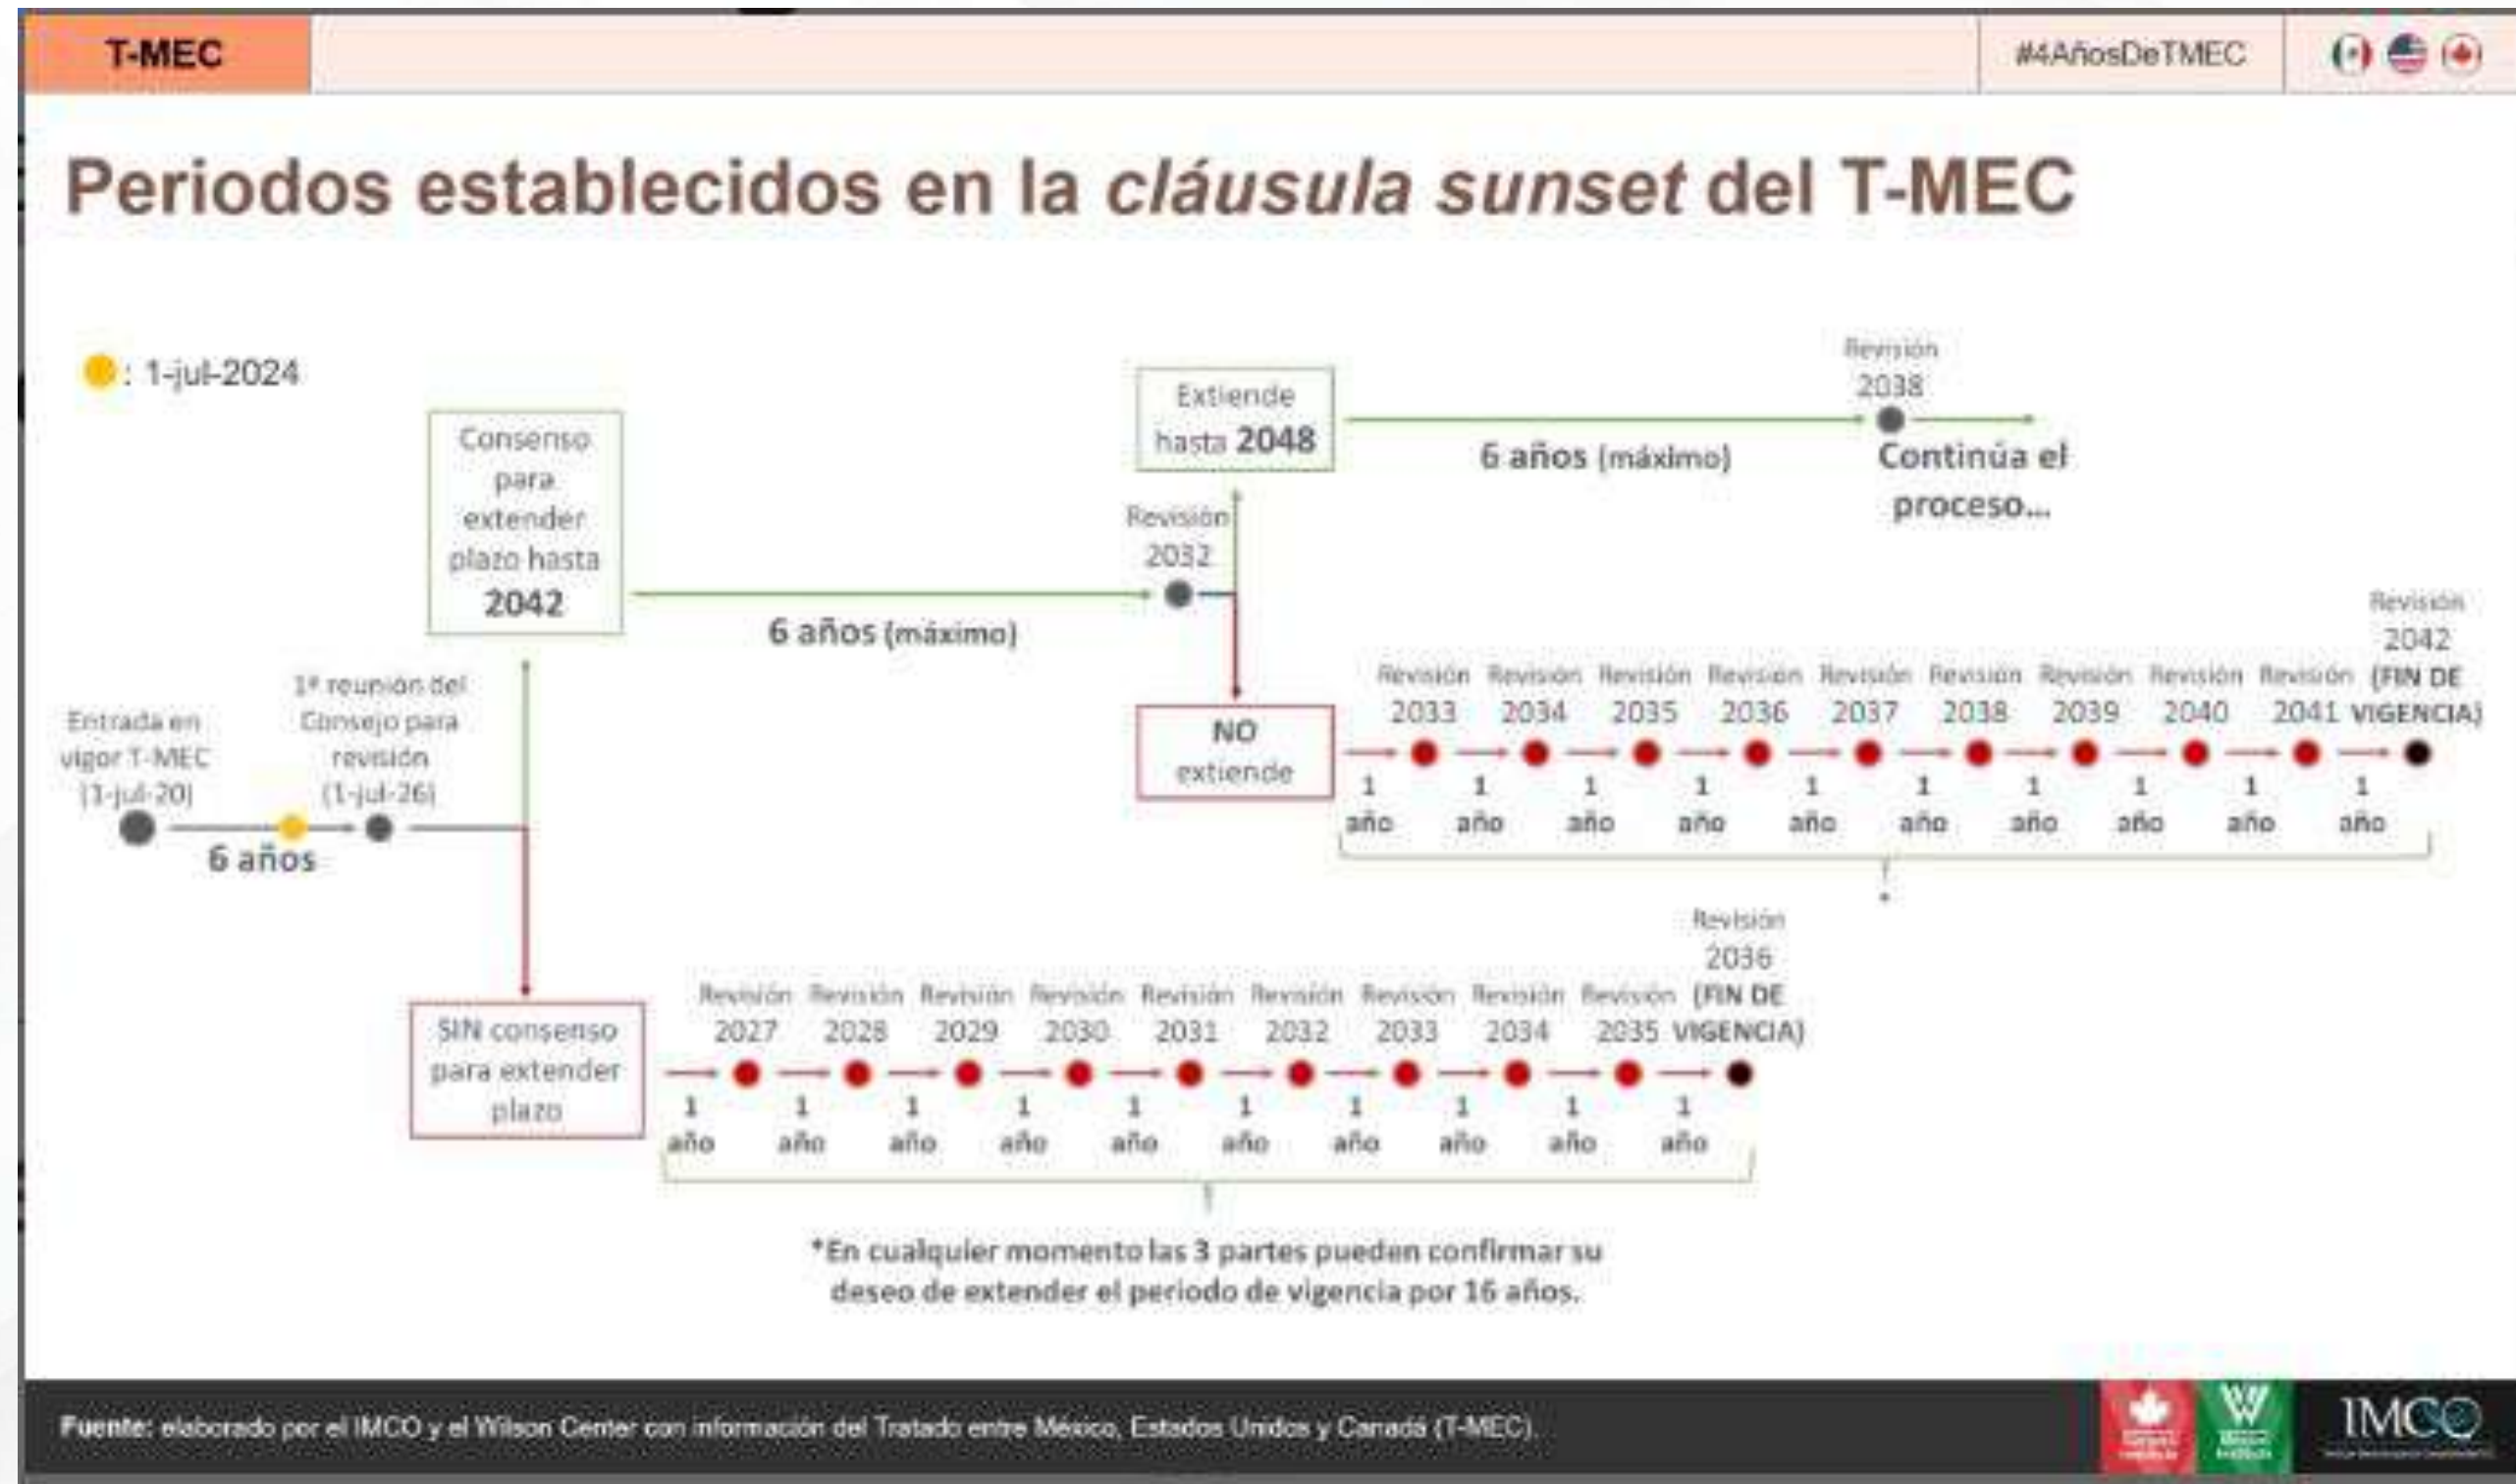 T-MEC
#4AñosDeTMEC
Periodos establecidos en la cláusula sunset del T-MEC
: 1-jul-2024
Entrada en
vigor T-MEC
(1-jul-20)
6 años
1ª reunión del
Consejo para
revisión
(1-jul-26)
Consenso
para
extender
plazo hasta
2042
6 años (máximo)
Revisión
2032
Extiende
hasta 2048
6 años (máximo)
Revisión
2038
Continúa el
proceso...
NO
extiende
Revisión
2033
Revisión
2034
Revisión
2035
Revisión
2036
Revisión
2037
Revisión
2038
Revisión
2039
Revisión
2040
Revisión
2041
Revisión
2042
(FIN DE
VIGENCIA)
1
año
1
año
1
año
1
año
1
año
1
año
1
año
1
año
1
año
1
año
SIN consenso
para extender
plazo
Revisión
2027
Revisión
2028
Revisión
2029
Revisión
2030
Revisión
2031
Revisión
2032
Revisión
2033
Revisión
2034
Revisión
2035
Revisión
2036
(FIN DE
VIGENCIA)
1
año
1
año
1
año
1
año
1
año
1
año
1
año
1
año
1
año
1
año
*En cualquier momento las 3 partes pueden confirmar su
deseo de extender el periodo de vigencia por 16 años.
Fuente: elaborado por el IMCO y el Wilson Center con información del Tratado entre México, Estados Unidos y Canadá (T-MEC).
IMCO